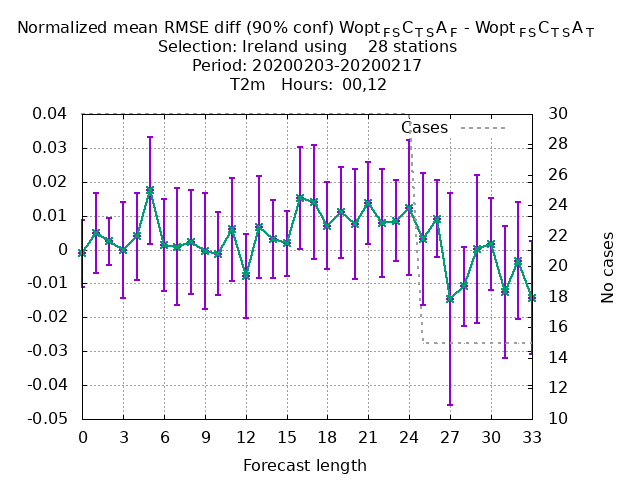 Normalized mean RMSE diff (90% conf) Wopt FS C TS A F - Wopt FS C TS A T
Selection: Ireland using    28 stations
Period: 20200203-20200217
T2m   Hours: 00,12
0.04
0.03
0.02
0.01
0
-0.01
-0.02
-0.03
-0.04
-0.05
Cases
30
28
26
24
22
20
18
16
14
12
10
No cases
0 3 6 9 12 15 18 21 24 27 30 33
Forecast length